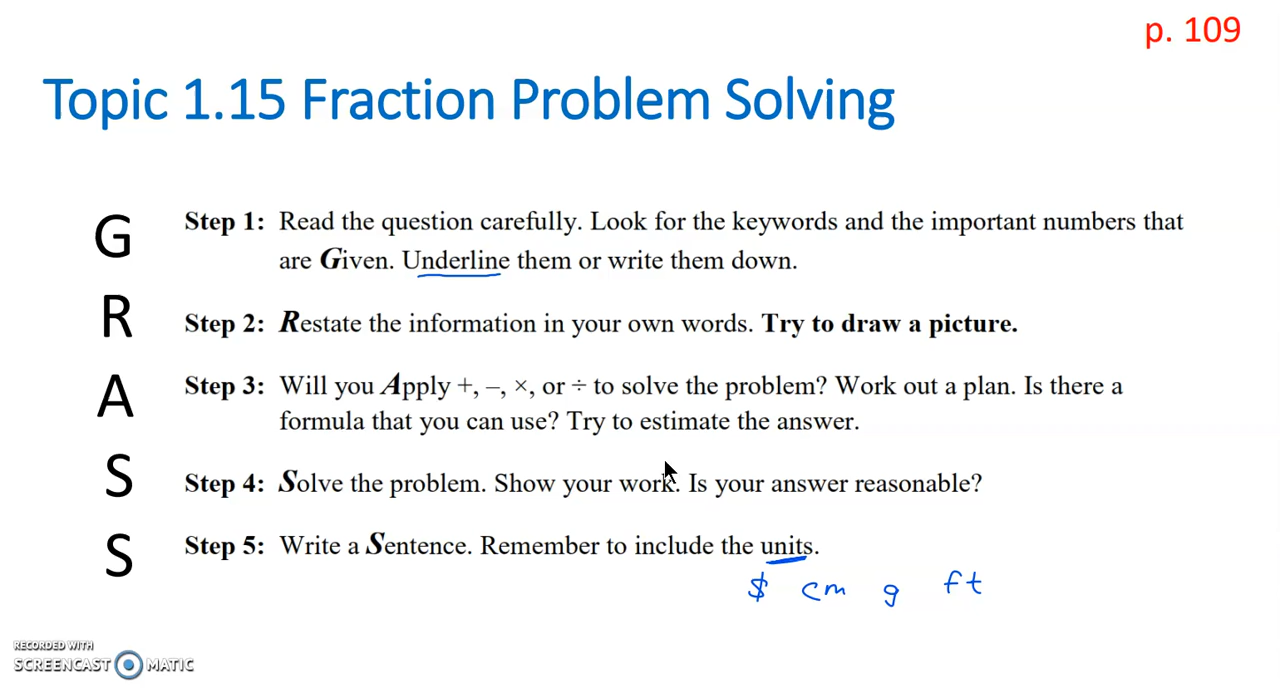 p. 109
Topic 1.15 Fraction Problem Solving
G
Step 1: Read the question carefully. Look for the keywords and the important numbers that
are Given. Underline them or write them down.
R
Step 2: Restate the information in your own words. Try to draw a picture.
A
Step 3: Will you Apply +, –, ×, or ÷ to solve the problem? Work out a plan. Is there a
formula that you can use? Try to estimate the answer.
S
Step 4: Solve the problem. Show your work. Is your answer reasonable?
S
Step 5: Write a Sentence. Remember to include the units.
$ cm g ft
RECORDED WITH
SCREENCAST MATIC